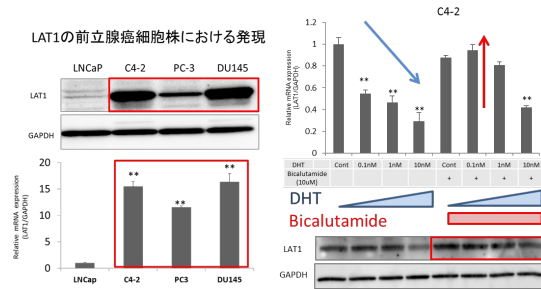 LAT1の前立腺癌細胞株における発現
LNCaP C4-2 PC-3 DU145
LAT1
GAPDH
Relative mRNA expression
(LAT1/GAPDH)
20
15
10
5
0
** ** **
LNCap C4-2 PC3 DU145
C4-2
Relative mRNA expression
(LAT1/GAPDH)
1.2
1
0.8
0.6
0.4
0.2
0
** ** ** **
DHT Cont 0.1nM 1nM 10nM Cont 0.1nM 1nM 10nM
Bicalutamide
(10uM) + + + +
DHT
Bicalutamide
LAT1
GAPDH